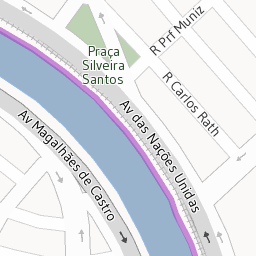 Praça
Silveira
Santos
R Prf Muniz
R Carlos Rath
Av das Nações Unidas
Av Magalhães de Castro